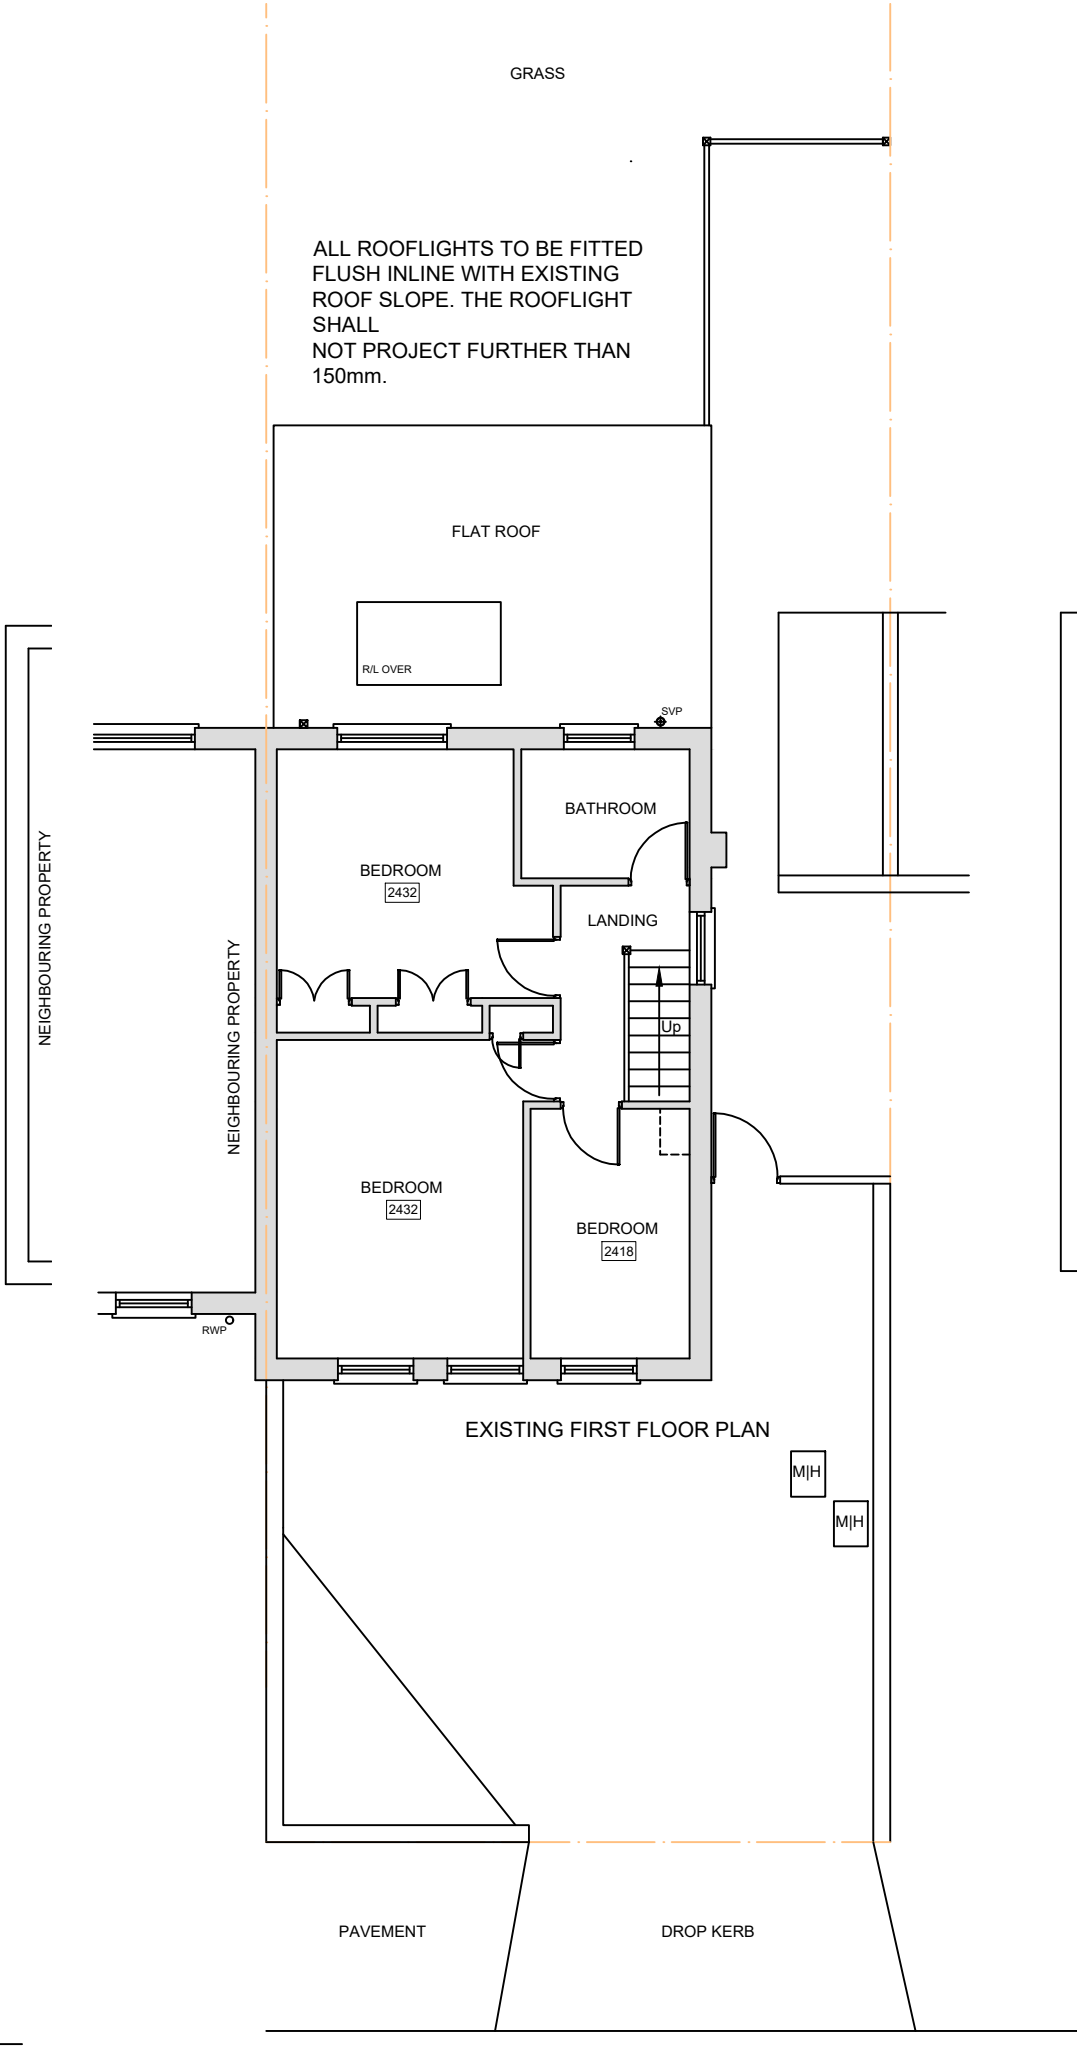 GRASS
ALL ROOFLIGHTS TO BE FITTED
FLUSH INLINE WITH EXISTING
ROOF SLOPE. THE ROOFLIGHT
SHALL
NOT PROJECT FURTHER THAN
150mm.
FLAT ROOF
R/L OVER
SVP
BATHROOM
BEDROOM
2432
LANDING
NEIGHBOURING PROPERTY
NEIGHBOURING PROPERTY
Up
BEDROOM
2432
BEDROOM
2418
RWP
EXISTING FIRST FLOOR PLAN
M|H
M|H
PAVEMENT
DROP KERB